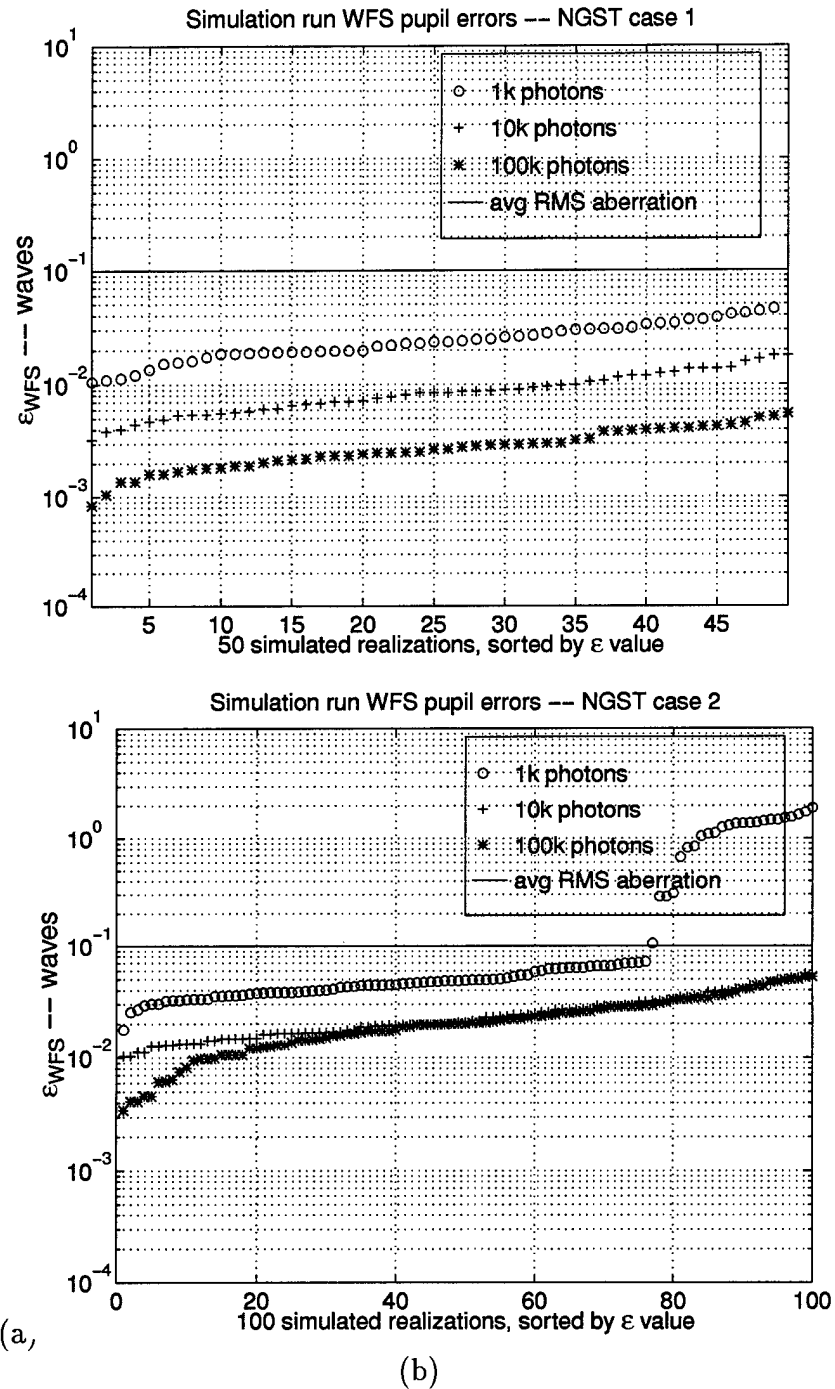 Simulation run WFS pupil errors –– NGST case 1
10^1
10^0
10^-1
10^-2
10^-3
10^-4
ε_WFS –– waves
○ 1k photons
+ 10k photons
✱ 100k photons
— avg RMS aberration
5 10 15 20 25 30 35 40 45
50 simulated realizations, sorted by ε value
Simulation run WFS pupil errors –– NGST case 2
10^1
10^0
10^-1
10^-2
10^-3
10^-4
ε_WFS –– waves
○ 1k photons
+ 10k photons
✱ 100k photons
— avg RMS aberration
0 20 40 60 80 100
100 simulated realizations, sorted by ε value
(a,
(b)